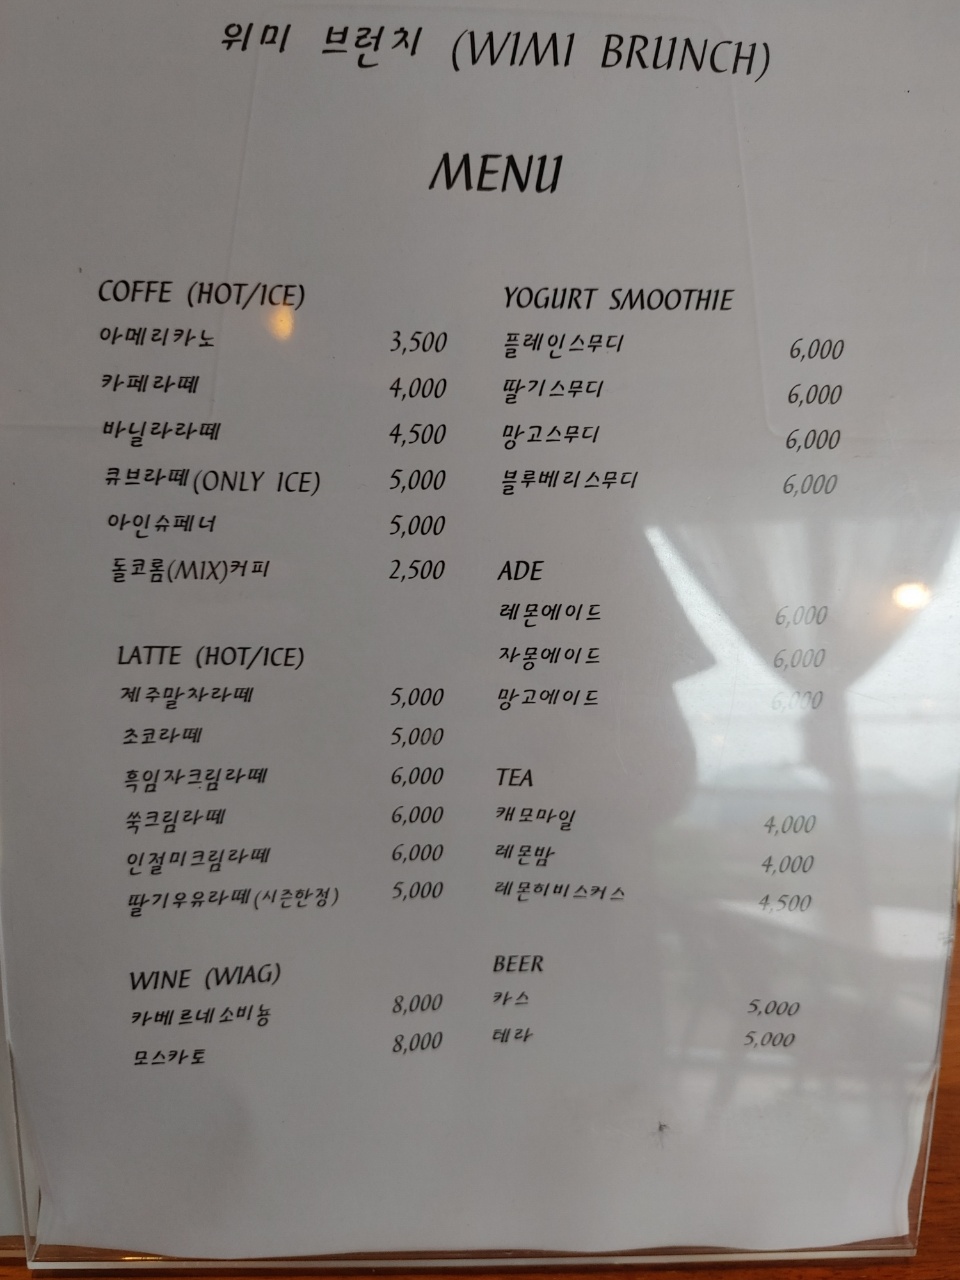 위미 브런치 (WIMI BRUNCH)
MENU
COFFE (HOT/ICE)
아메리카노 3,500
카페라떼 4,000
바닐라라떼 4,500
큐브라떼(ONLY ICE) 5,000
아인슈페너 5,000
돌코롬(MIX)커피 2,500
LATTE (HOT/ICE)
제주말차라떼 5,000
초코라떼 5,000
흑임자크림라떼 6,000
쑥크림라떼 6,000
인절미크림라떼 6,000
딸기우유라떼(시즌한정) 5,000
WINE (WIAG)
카베르네소비뇽 8,000
모스카토 8,000
YOGURT SMOOTHIE
플레인스무디 6,000
딸기스무디 6,000
망고스무디 6,000
블루베리스무디 6,000
ADE
레몬에이드 6,000
자몽에이드 6,000
망고에이드 6,000
TEA
캐모마일 4,000
레몬밤 4,000
레몬히비스커스 4,500
BEER
카스 5,000
테라 5,000